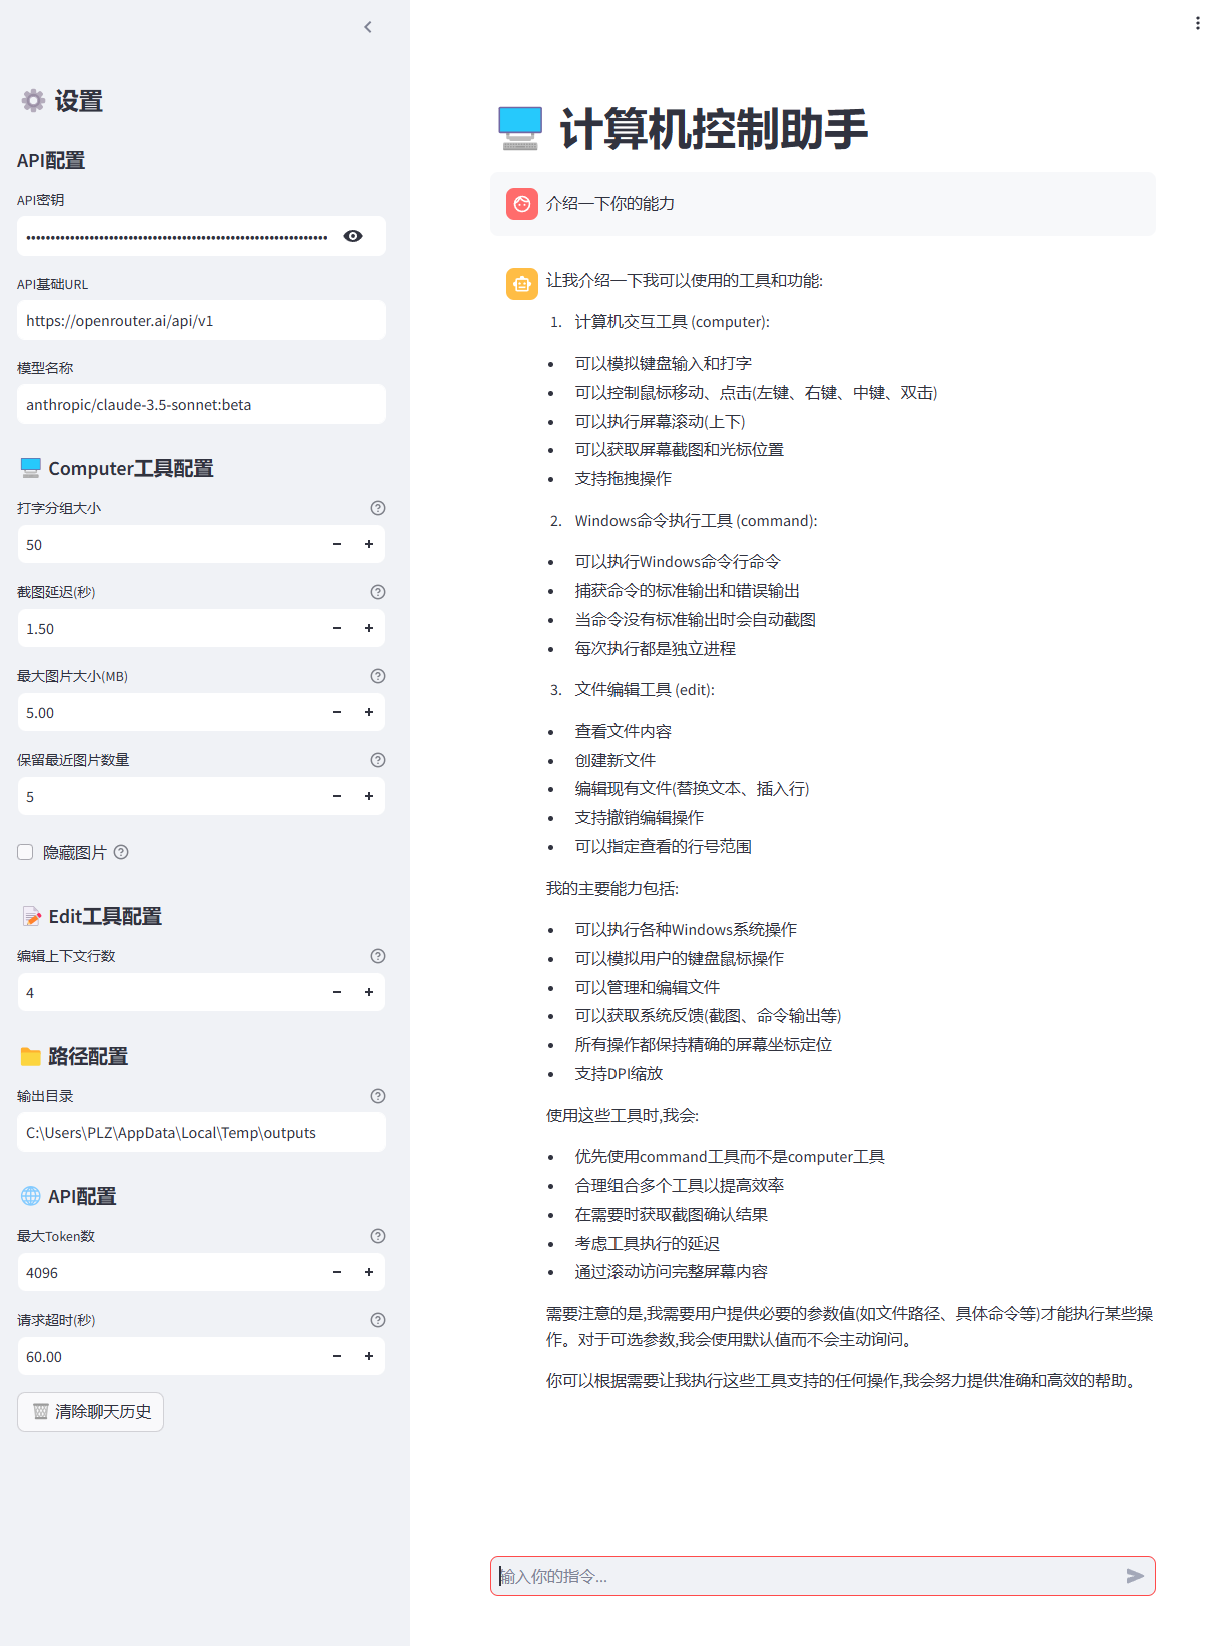 设置
API配置
API密钥
••••••••••••••••••••••••••••••••••••••••••••••••••••••••••••••
API基础URL
https://openrouter.ai/api/v1
模型名称
anthropic/claude-3.5-sonnet:beta
Computer工具配置
打字分组大小
50
截图延迟(秒)
1.50
最大图片大小(MB)
5.00
保留最近图片数量
5
隐藏图片
Edit工具配置
编辑上下文行数
4
路径配置
输出目录
C:\Users\PLZ\AppData\Local\Temp\outputs
API配置
最大Token数
4096
请求超时(秒)
60.00
清除聊天历史
计算机控制助手
介绍一下你的能力
让我介绍一下我可以使用的工具和功能:
1. 计算机交互工具 (computer):
• 可以模拟键盘输入和打字
• 可以控制鼠标移动、点击(左键、右键、中键、双击)
• 可以执行屏幕滚动(上下)
• 可以获取屏幕截图和光标位置
• 支持拖拽操作
2. Windows命令执行工具 (command):
• 可以执行Windows命令行命令
• 捕获命令的标准输出和错误输出
• 当命令没有标准输出时会自动截图
• 每次执行都是独立进程
3. 文件编辑工具 (edit):
• 查看文件内容
• 创建新文件
• 编辑现有文件(替换文本、插入行)
• 支持撤销编辑操作
• 可以指定查看的行号范围
我的主要能力包括:
• 可以执行各种Windows系统操作
• 可以模拟用户的键盘鼠标操作
• 可以管理和编辑文件
• 可以获取系统反馈(截图、命令输出等)
• 所有操作都保持精确的屏幕坐标定位
• 支持DPI缩放
使用这些工具时,我会:
• 优先使用command工具而不是computer工具
• 合理组合多个工具以提高效率
• 在需要时获取截图确认结果
• 考虑工具执行的延迟
• 通过滚动访问完整屏幕内容
需要注意的是,我需要用户提供必要的参数值(如文件路径、具体命令等)才能执行某些操
作。对于可选参数,我会使用默认值而不会主动询问。
你可以根据需要让我执行这些工具支持的任何操作,我会努力提供准确和高效的帮助。
输入你的指令...